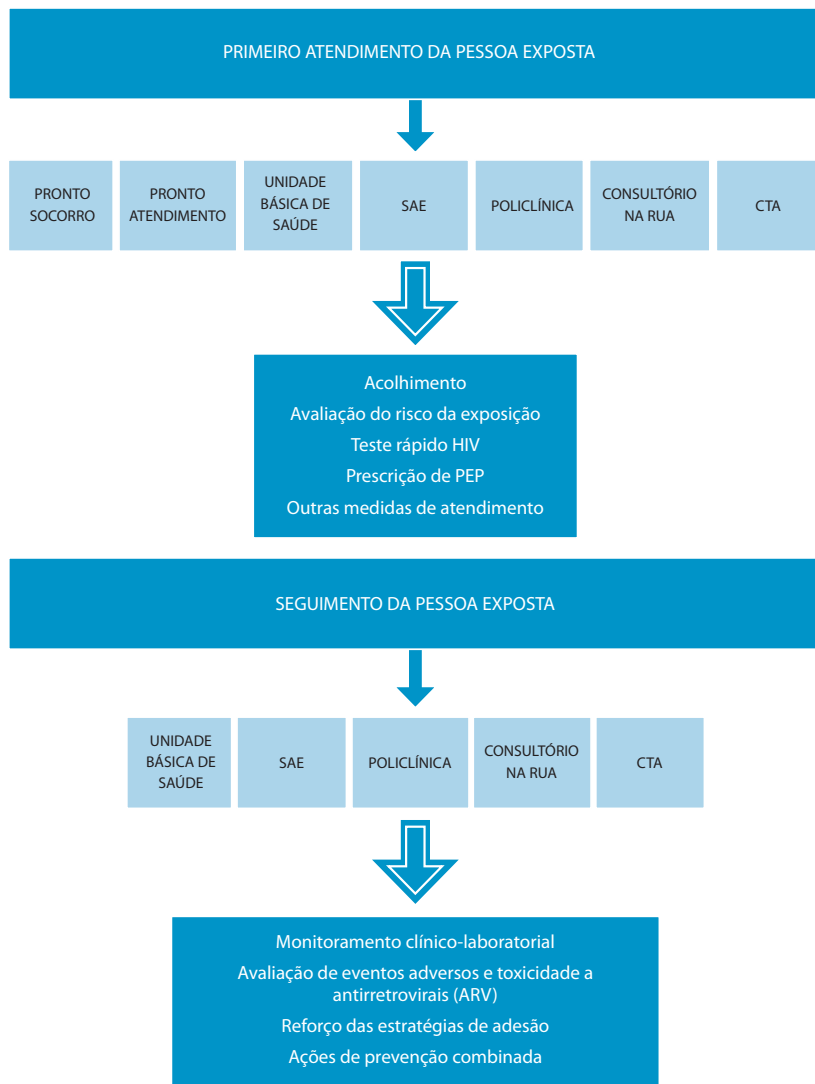 PRIMEIRO ATENDIMENTO DA PESSOA EXPOSTA
PRONTO
SOCORRO
PRONTO
ATENDIMENTO
UNIDADE
BÁSICA DE
SAÚDE
SAE
POLICLÍNICA
CONSULTÓRIO
NA RUA
CTA
Acolhimento
Avaliação do risco da exposição
Teste rápido HIV
Prescrição de PEP
Outras medidas de atendimento
SEGUIMENTO DA PESSOA EXPOSTA
UNIDADE
BÁSICA DE
SAÚDE
SAE
POLICLÍNICA
CONSULTÓRIO
NA RUA
CTA
Monitoramento clínico-laboratorial
Avaliação de eventos adversos e toxicidade a
antirretrovirais (ARV)
Reforço das estratégias de adesão
Ações de prevenção combinada